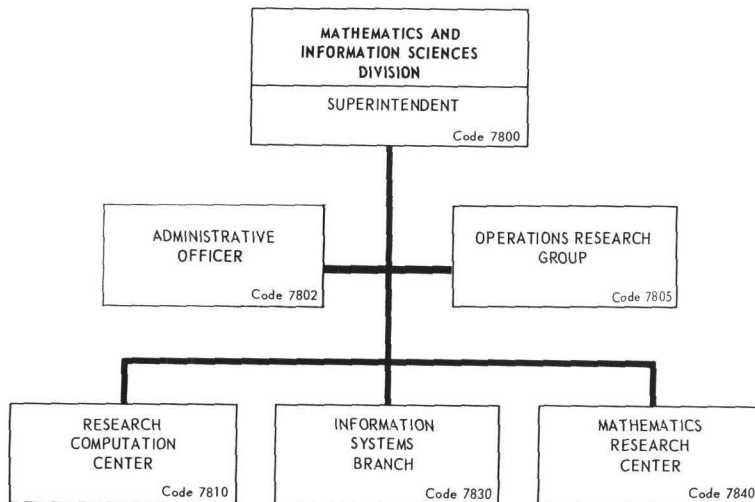 MATHEMATICS AND
INFORMATION SCIENCES
DIVISION
SUPERINTENDENT
Code 7800
ADMINISTRATIVE
OFFICER
Code 7802
OPERATIONS RESEARCH
GROUP
Code 7805
RESEARCH
COMPUTATION
CENTER
Code 7810
INFORMATION
SYSTEMS
BRANCH
Code 7830
MATHEMATICS
RESEARCH
CENTER
Code 7840